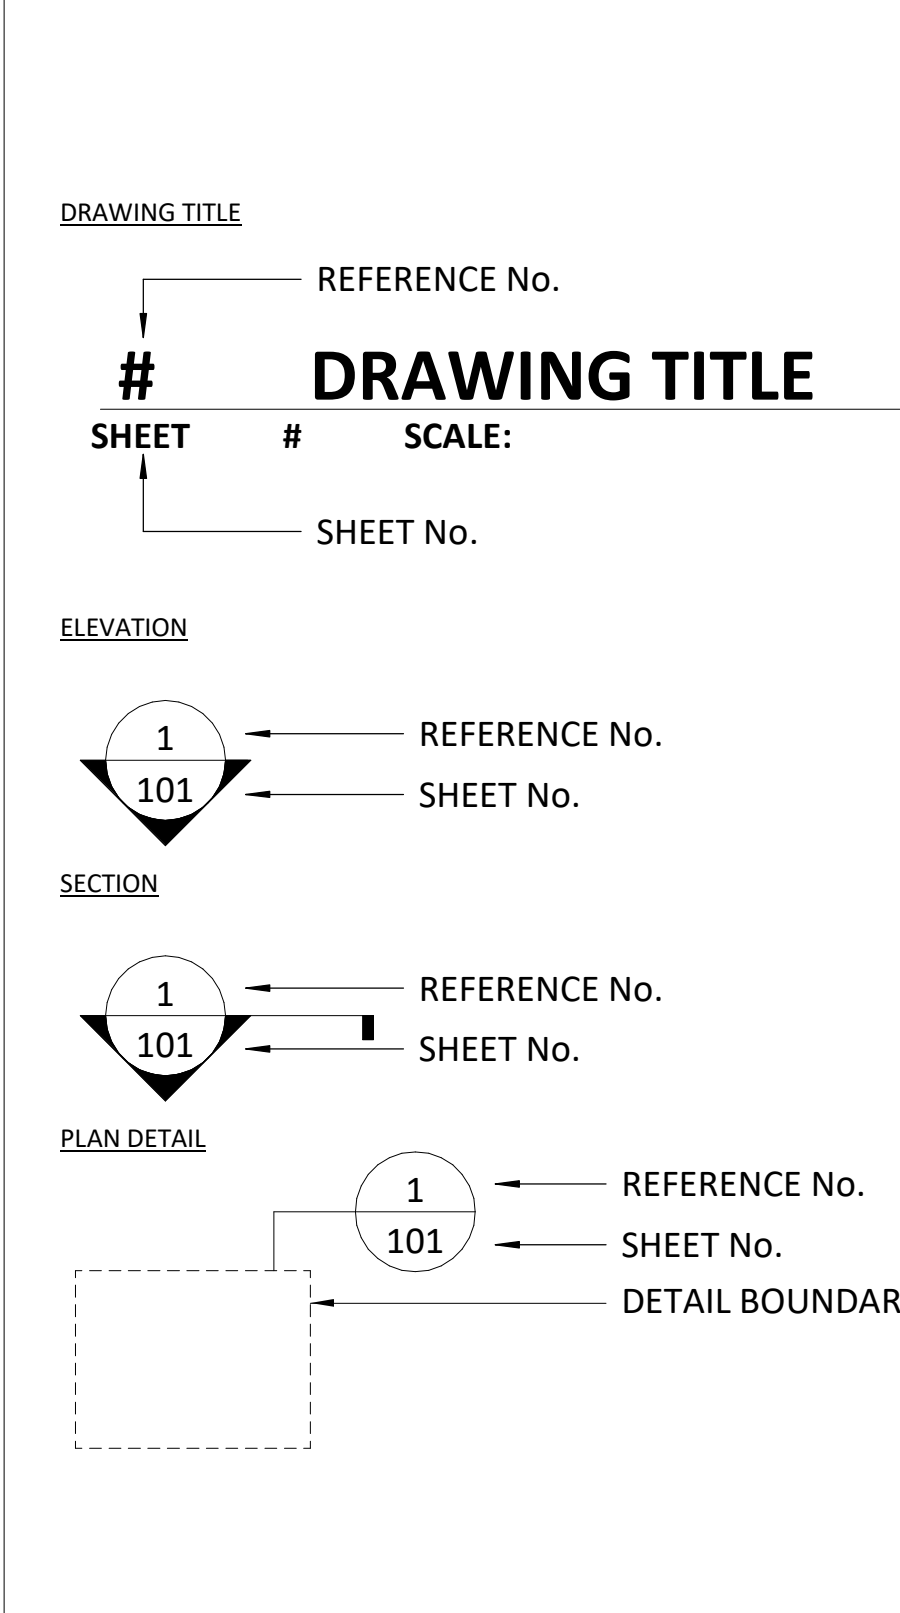 DRAWING TITLE
REFERENCE No.
# DRAWING TITLE
SHEET # SCALE:
SHEET No.
ELEVATION
1 REFERENCE No.
101 SHEET No.
SECTION
1 REFERENCE No.
101 SHEET No.
PLAN DETAIL
1 REFERENCE No.
101 SHEET No.
DETAIL BOUNDAR